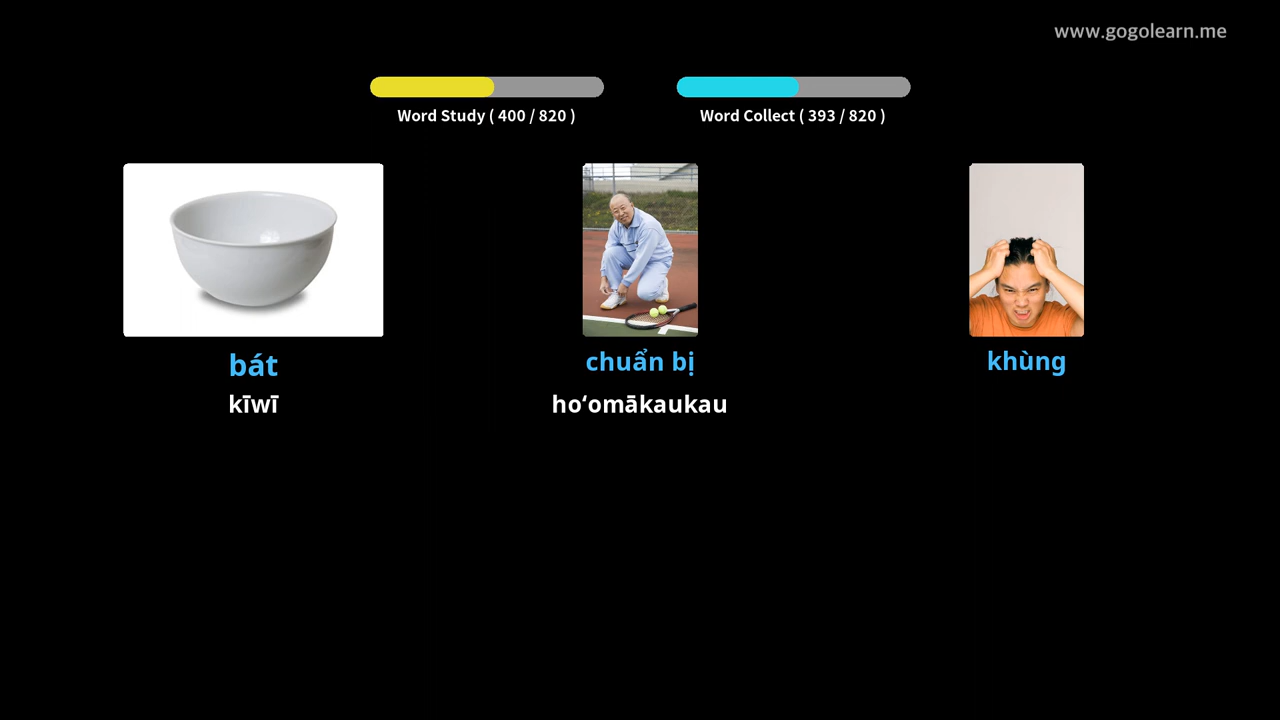 www.gogolearn.me
Word Study ( 400 / 820 )
Word Collect ( 393 / 820 )
bát
chuẩn bị
khùng
kīwī
hoʻomākaukau